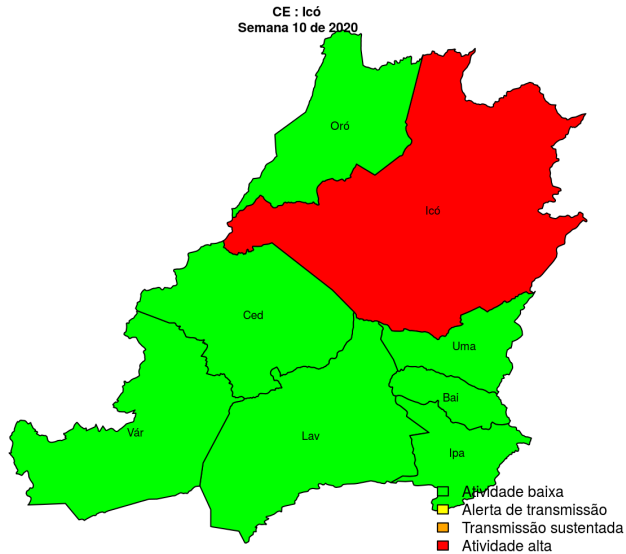 CE : Icó
Semana 10 de 2020
Oró
Icó
Ced
Uma
Bai
Vár
Lav
Ipa
Atividade baixa
Alerta de transmissão
Transmissão sustentada
Atividade alta